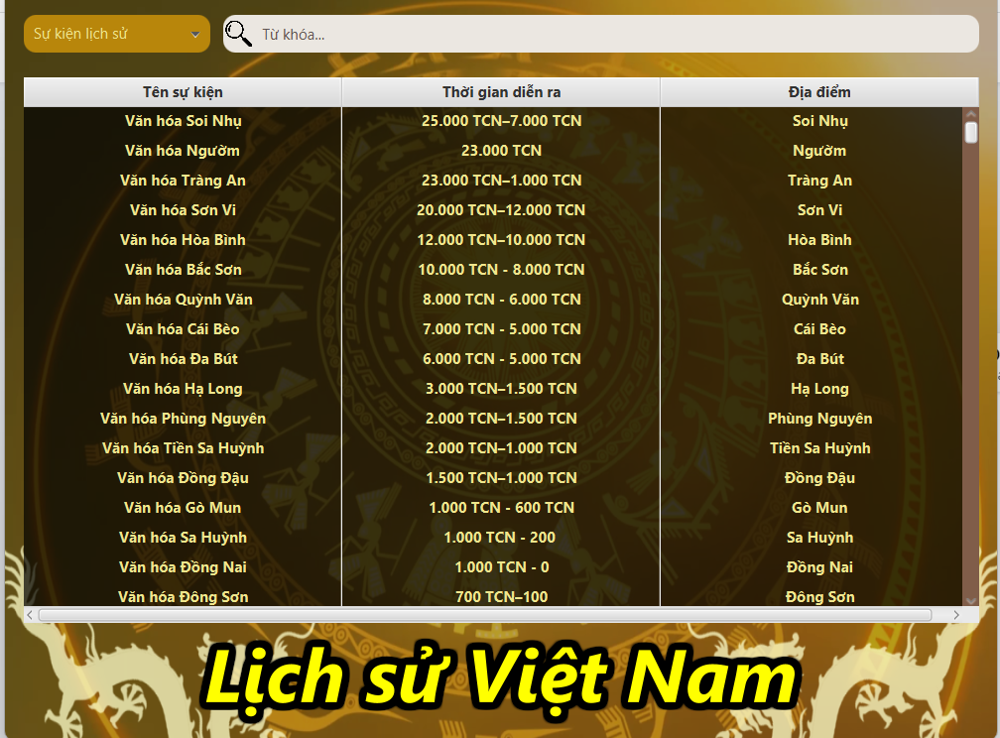 Sự kiện lịch sử Từ khóa...
Tên sự kiện Thời gian diễn ra Địa điểm
Văn hóa Soi Nhụ 25.000 TCN–7.000 TCN Soi Nhụ
Văn hóa Ngườm 23.000 TCN Ngườm
Văn hóa Tràng An 23.000 TCN–1.000 TCN Tràng An
Văn hóa Sơn Vi 20.000 TCN–12.000 TCN Sơn Vi
Văn hóa Hòa Bình 12.000 TCN–10.000 TCN Hòa Bình
Văn hóa Bắc Sơn 10.000 TCN - 8.000 TCN Bắc Sơn
Văn hóa Quỳnh Văn 8.000 TCN - 6.000 TCN Quỳnh Văn
Văn hóa Cái Bèo 7.000 TCN - 5.000 TCN Cái Bèo
Văn hóa Đa Bút 6.000 TCN - 5.000 TCN Đa Bút
Văn hóa Hạ Long 3.000 TCN–1.500 TCN Hạ Long
Văn hóa Phùng Nguyên 2.000 TCN–1.500 TCN Phùng Nguyên
Văn hóa Tiền Sa Huỳnh 2.000 TCN–1.000 TCN Tiền Sa Huỳnh
Văn hóa Đồng Đậu 1.500 TCN–1.000 TCN Đồng Đậu
Văn hóa Gò Mun 1.000 TCN - 600 TCN Gò Mun
Văn hóa Sa Huỳnh 1.000 TCN - 200 Sa Huỳnh
Văn hóa Đồng Nai 1.000 TCN - 0 Đồng Nai
Văn hóa Đông Sơn 700 TCN–100 Đông Sơn
Lịch sử Việt Nam